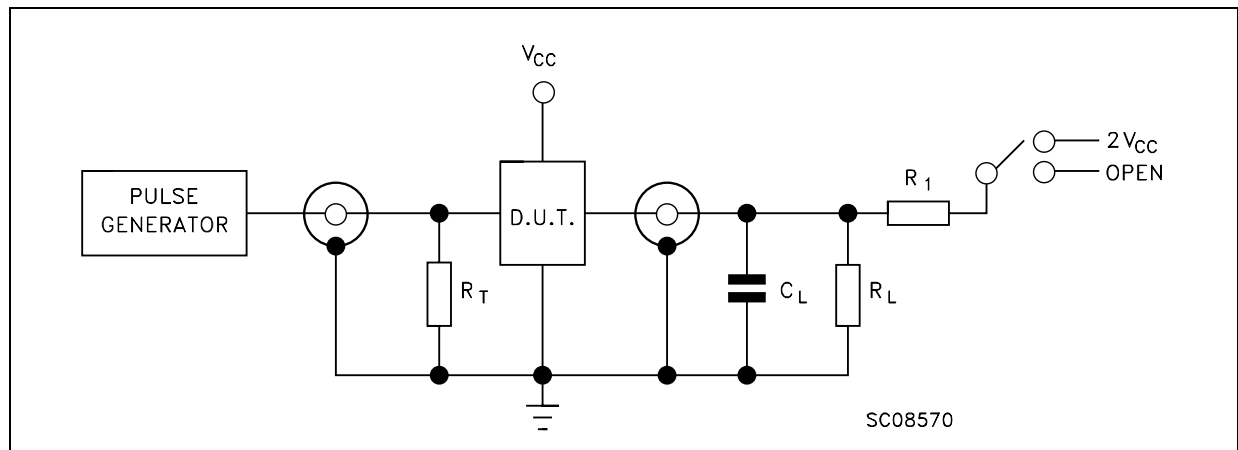 VCC
2VCC
OPEN
R1
PULSE
GENERATOR
D.U.T.
RT
CL
RL
SC08570